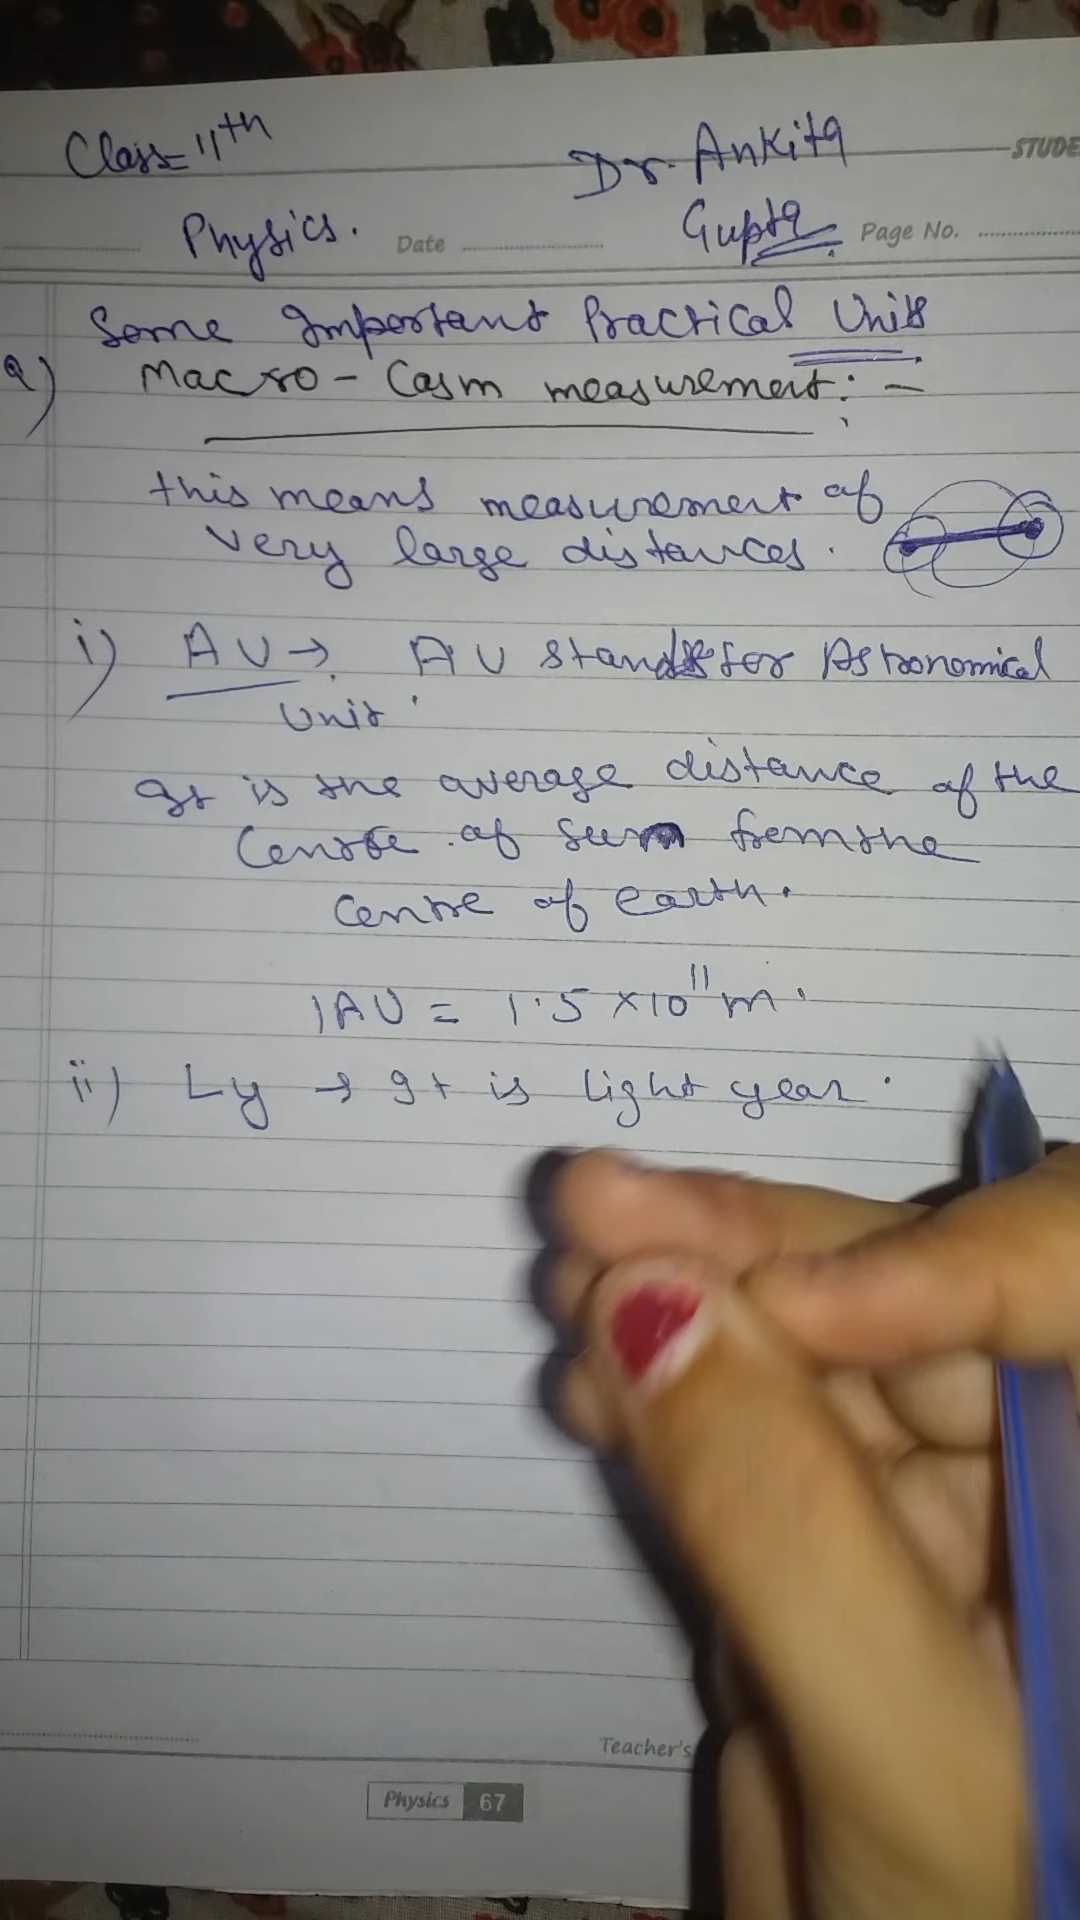 Class 11th
Dr. Ankita
STUDE
Physics.
Date
Gupta
Page No.
Some Important Practical Units
a)
Macro - Casm measurement : -
this means measurement of
very large distances.
i) AU → AU stands for Astronomical
Unit
It is the average distance of the
Centre of sun from the
centre of earth.
1AU = 1.5 × 10¹¹ m.
ii) Ly → It is light year.
Teacher's
Physics 67